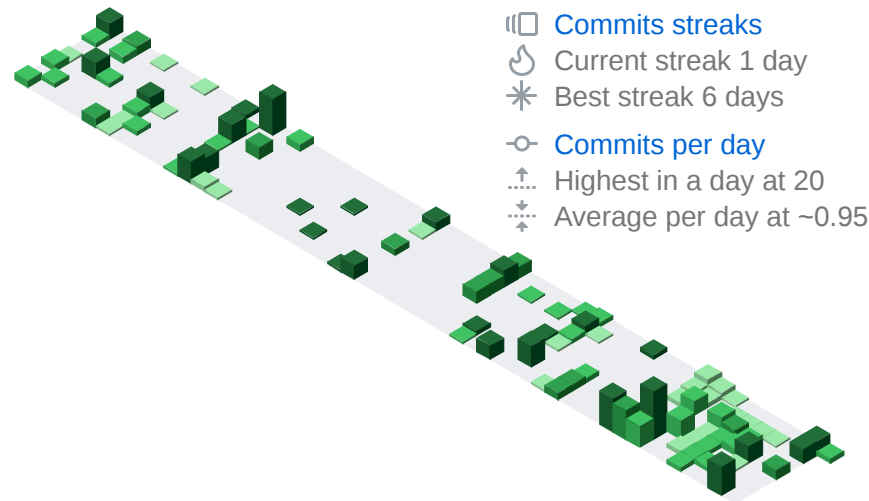 Commits streaks
Current streak 1 day
Best streak 6 days
Commits per day
Highest in a day at 20
Average per day at ~0.95